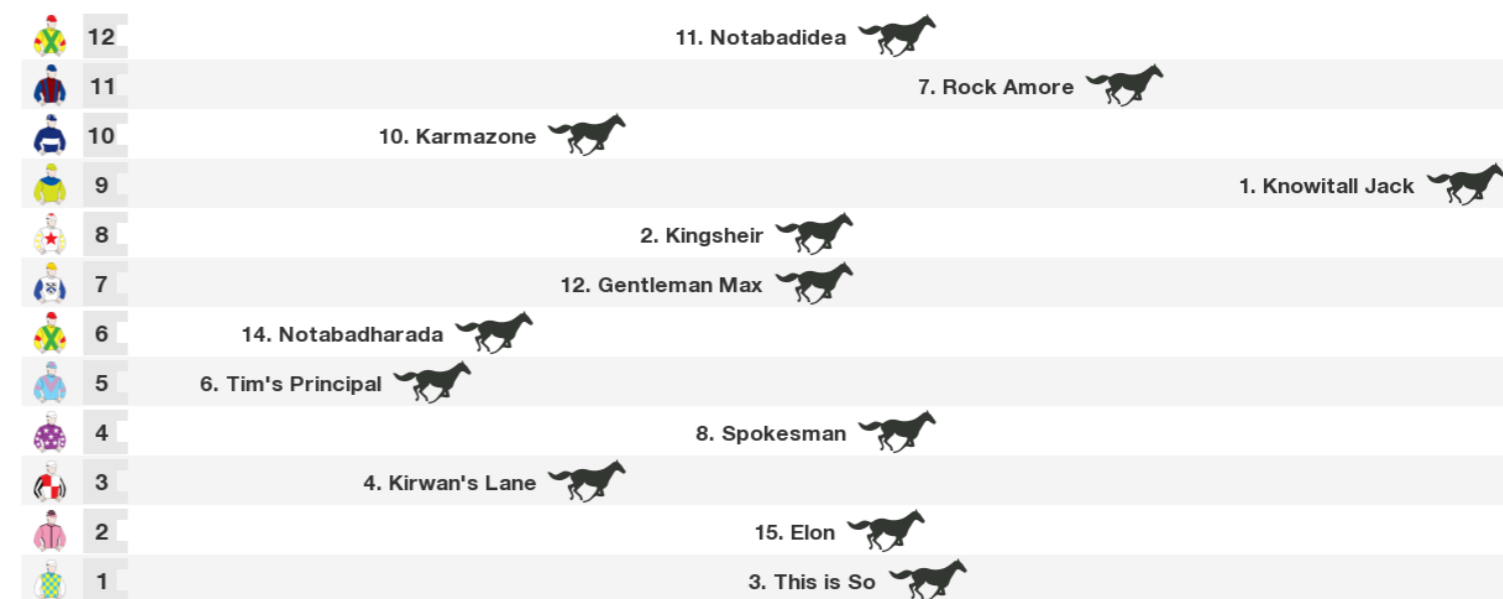 12 11. Notabadidea
11 7. Rock Amore
10 10. Karmazone
9 1. Knowitall Jack
8 2. Kingsheir
7 12. Gentleman Max
6 14. Notabadharada
5 6. Tim's Principal
4 8. Spokesman
3 4. Kirwan's Lane
2 15. Elon
1 3. This is So